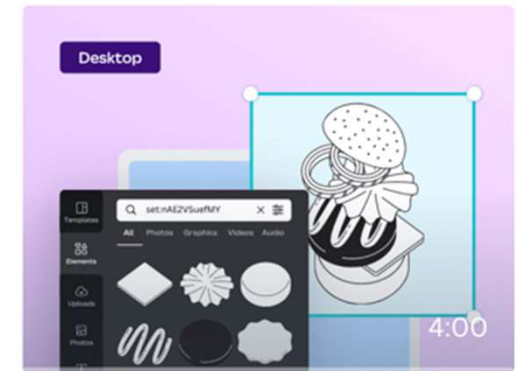 Desktop
set:nAE2VSuefMY
Templates
All Photos Graphics Videos Audio
Elements
Uploads
Photos
4:00